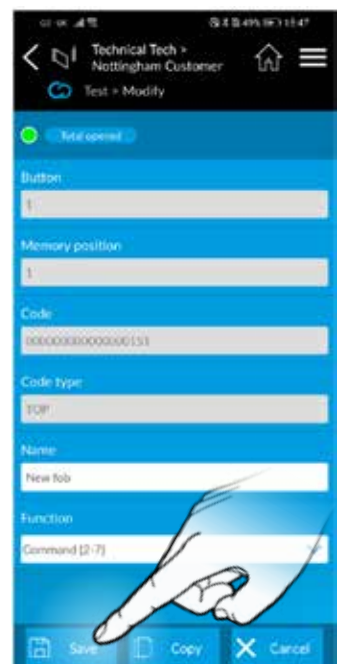 Technical Tech >
Nottingham Customer
Test > Modify
Total opened
Button
1
Memory position
1
Code
Code type
TOP
Name
New fob
Function
Command [2-7]
Save
Copy
Cancel